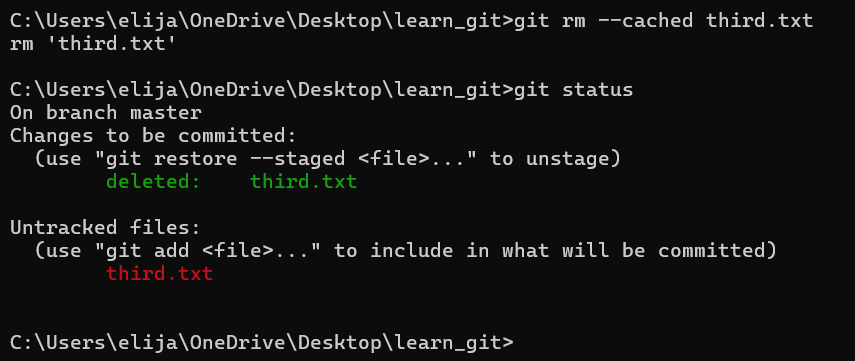 C:\Users\elija\OneDrive\Desktop\learn_git>git rm --cached third.txt
rm 'third.txt'
C:\Users\elija\OneDrive\Desktop\learn_git>git status
On branch master
Changes to be committed:
  (use "git restore --staged <file>..." to unstage)
        deleted:    third.txt
Untracked files:
  (use "git add <file>..." to include in what will be committed)
        third.txt
C:\Users\elija\OneDrive\Desktop\learn_git>